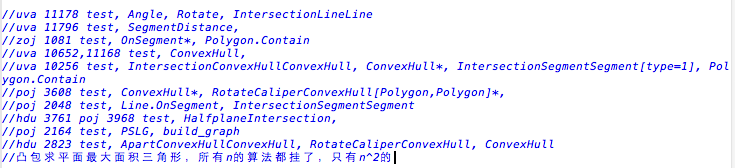 //uva 11178 test, Angle, Rotate, IntersectionLineLine
//uva 11796 test, SegmentDistance,
//zoj 1081 test, OnSegment*, Polygon.Contain
//uva 10652,11168 test, ConvexHull,
//uva 10256 test, IntersectionConvexHullConvexHull, ConvexHull*, IntersectionSegmentSegment[type=1], Pol
ygon.Contain
//poj 3608 test, ConvexHull*, RotateCaliperConvexHull[Polygon,Polygon]*,
//poj 2048 test, Line.OnSegment, IntersectionSegmentSegment
//hdu 3761 poj 3968 test, HalfplaneIntersection,
//poj 2164 test, PSLG, build_graph
//hdu 2823 test, ApartConvexHullConvexHull, RotateCaliperConvexHull, ConvexHull
//凸包求平面最大面积三角形，所有n的算法都挂了，只有n^2的